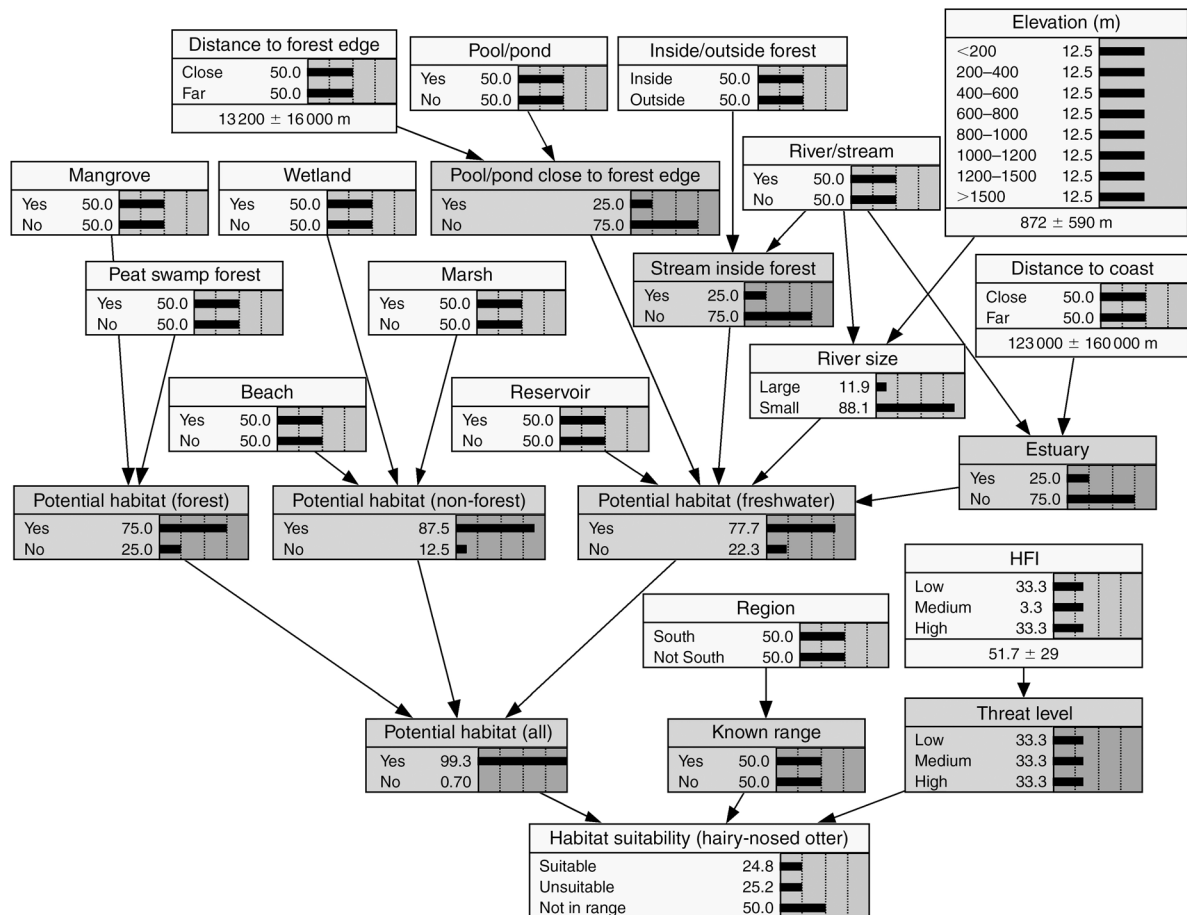 Distance to forest edge
Close 50.0
Far 50.0
13 200 ± 16 000 m
Pool/pond
Yes 50.0
No 50.0
Inside/outside forest
Inside 50.0
Outside 50.0
Elevation (m)
<200 12.5
200–400 12.5
400–600 12.5
600–800 12.5
800–1000 12.5
1000–1200 12.5
1200–1500 12.5
>1500 12.5
872 ± 590 m
Mangrove
Yes 50.0
No 50.0
Wetland
Yes 50.0
No 50.0
Pool/pond close to forest edge
Yes 25.0
No 75.0
River/stream
Yes 50.0
No 50.0
Peat swamp forest
Yes 50.0
No 50.0
Marsh
Yes 50.0
No 50.0
Stream inside forest
Yes 25.0
No 75.0
Distance to coast
Close 50.0
Far 50.0
123 000 ± 160 000 m
Beach
Yes 50.0
No 50.0
Reservoir
Yes 50.0
No 50.0
River size
Large 11.9
Small 88.1
Estuary
Yes 25.0
No 75.0
Potential habitat (forest)
Yes 75.0
No 25.0
Potential habitat (non-forest)
Yes 87.5
No 12.5
Potential habitat (freshwater)
Yes 77.7
No 22.3
HFI
Low 33.3
Medium 3.3
High 33.3
51.7 ± 29
Region
South 50.0
Not South 50.0
Potential habitat (all)
Yes 99.3
No 0.70
Known range
Yes 50.0
No 50.0
Threat level
Low 33.3
Medium 33.3
High 33.3
Habitat suitability (hairy-nosed otter)
Suitable 24.8
Unsuitable 25.2
Not in range 50.0